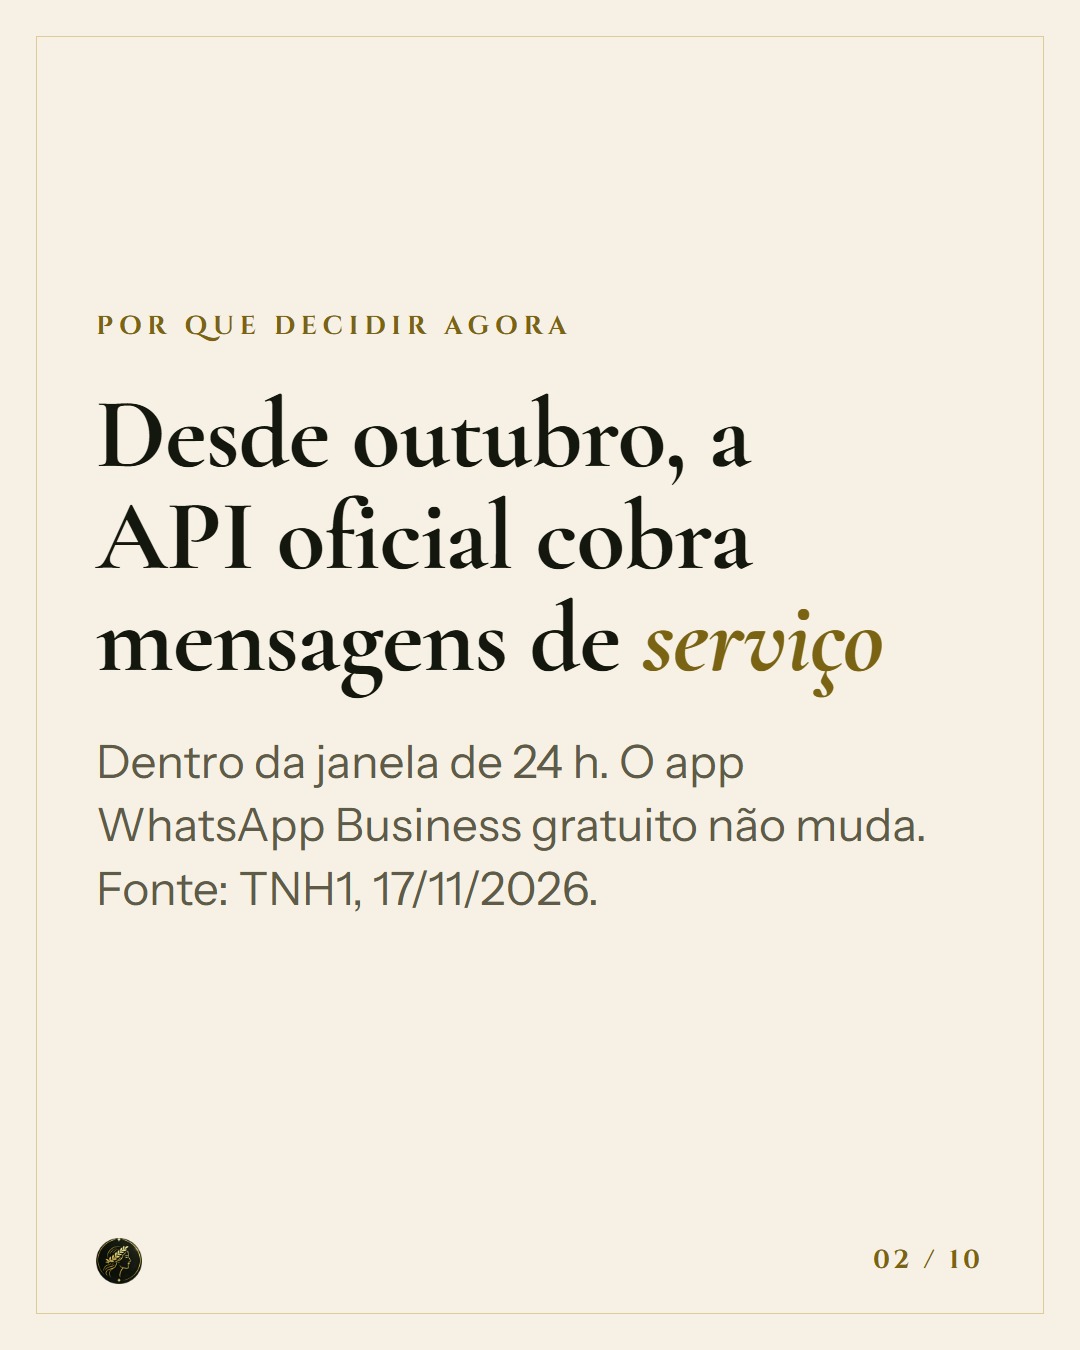 POR QUE DECIDIR AGORA
Desde outubro, a
API oficial cobra
mensagens de serviço
Dentro da janela de 24 h. O app
WhatsApp Business gratuito não muda.
Fonte: TNH1, 17/11/2026.
02 / 10